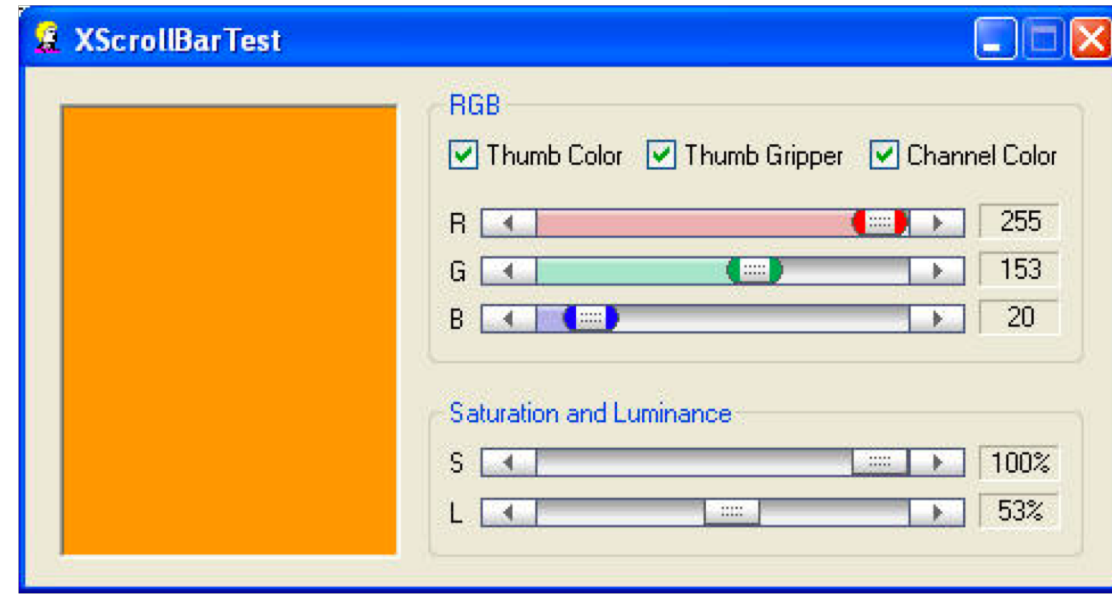 XScrollBarTest
RGB
Thumb Color Thumb Gripper Channel Color
R 255
G 153
B 20
Saturation and Luminance
S 100%
L 53%